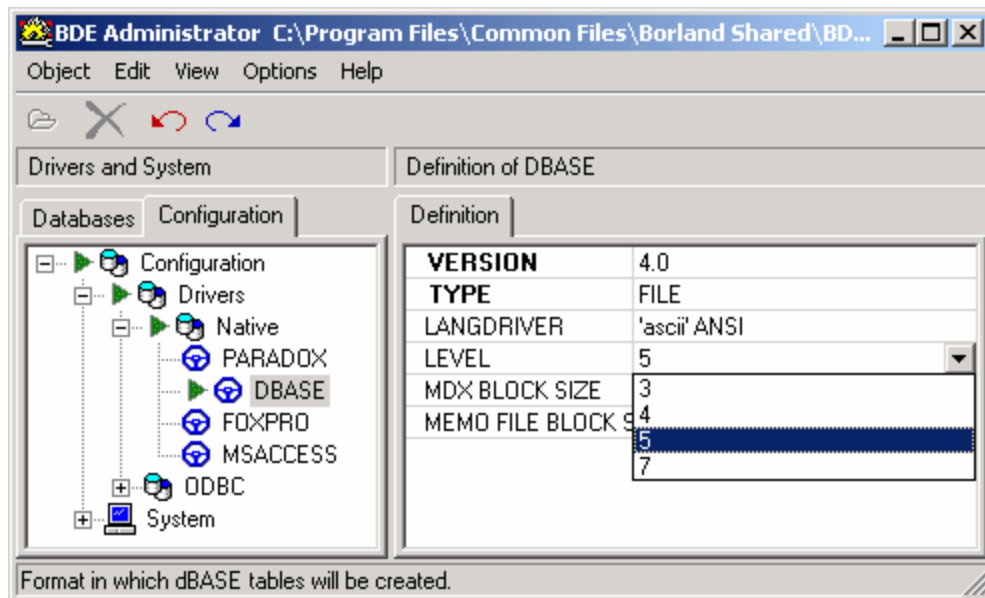 BDE Administrator C:\Program Files\Common Files\Borland Shared\BD...
Object Edit View Options Help
Drivers and System
Definition of DBASE
Databases Configuration
Definition
Configuration
Drivers
Native
PARADOX
DBASE
FOXPRO
MSACCESS
ODBC
System
VERSION 4.0
TYPE FILE
LANGDRIVER 'ascii' ANSI
LEVEL 5
MDX BLOCK SIZE
MEMO FILE BLOCK S
3
4
5
7
Format in which dBASE tables will be created.